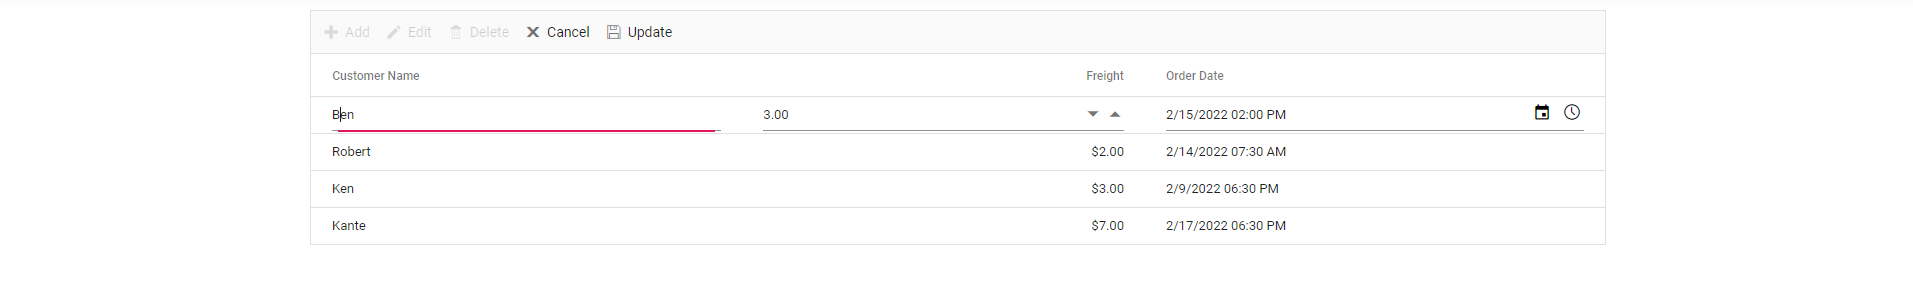 Add Edit Delete Cancel Update
Customer Name Freight Order Date
Ben 3.00 2/15/2022 02:00 PM
Robert $2.00 2/14/2022 07:30 AM
Ken $3.00 2/9/2022 06:30 PM
Kante $7.00 2/17/2022 06:30 PM